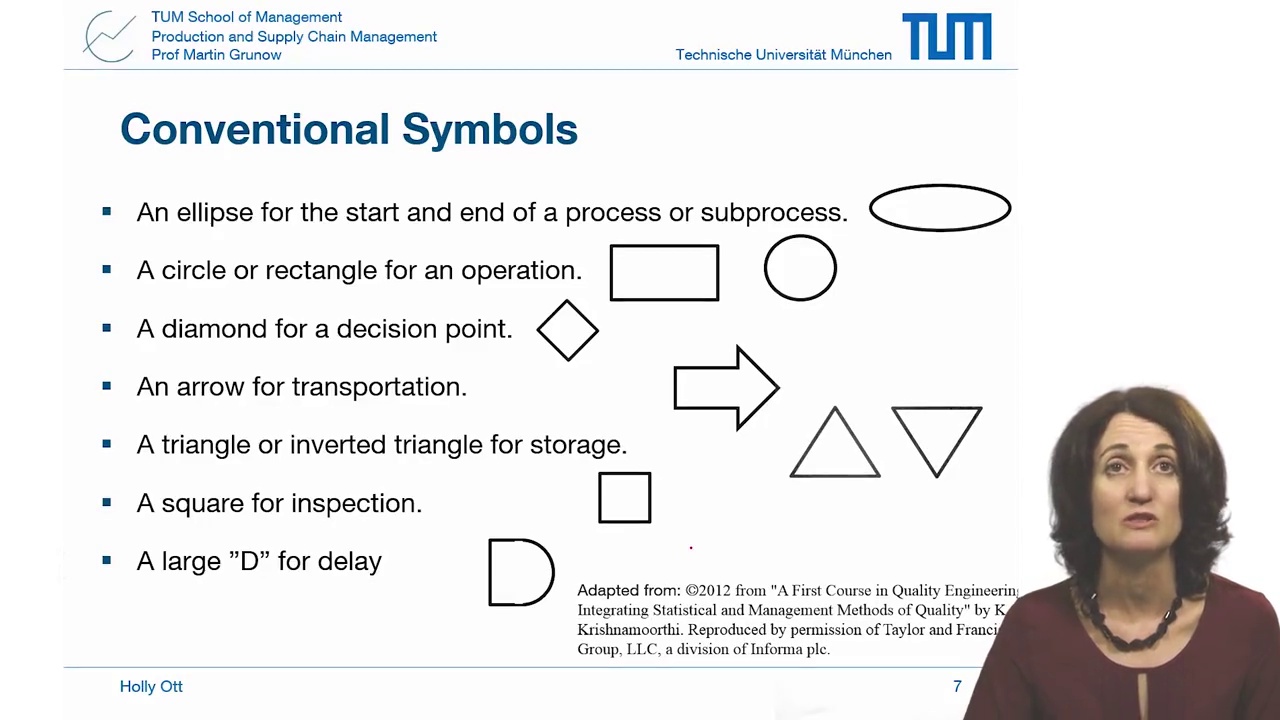 TUM School of Management
Production and Supply Chain Management
Prof Martin Grunow
Technische Universität München
TUM
Conventional Symbols
An ellipse for the start and end of a process or subprocess.
A circle or rectangle for an operation.
A diamond for a decision point.
An arrow for transportation.
A triangle or inverted triangle for storage.
A square for inspection.
A large ”D” for delay
Adapted from: ©2012 from "A First Course in Quality Engineering
Integrating Statistical and Management Methods of Quality" by K
Krishnamoorthi. Reproduced by permission of Taylor and Franci
Group, LLC, a division of Informa plc.
Holly Ott
7